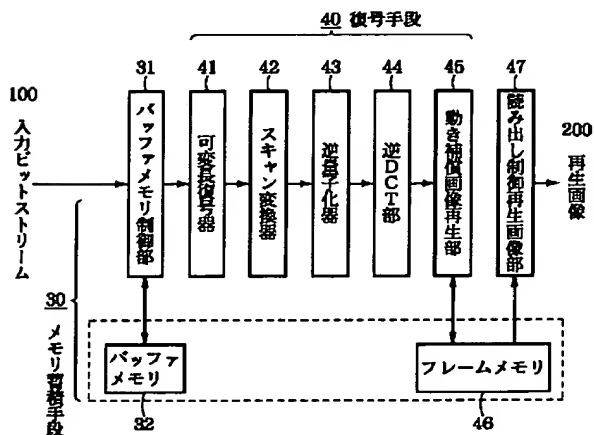 40 復号手段
31
41
42
43
44
45
47
100
入力ビットストリーム
バッファメモリ制御部
可変長復号器
スキャン変換器
逆量子化器
逆DCT部
動き補償画像再生部
読み出し制御再生画像部
200
再生画像
30
メモリ蓄積手段
バッファ
メモリ
フレームメモリ
32
46